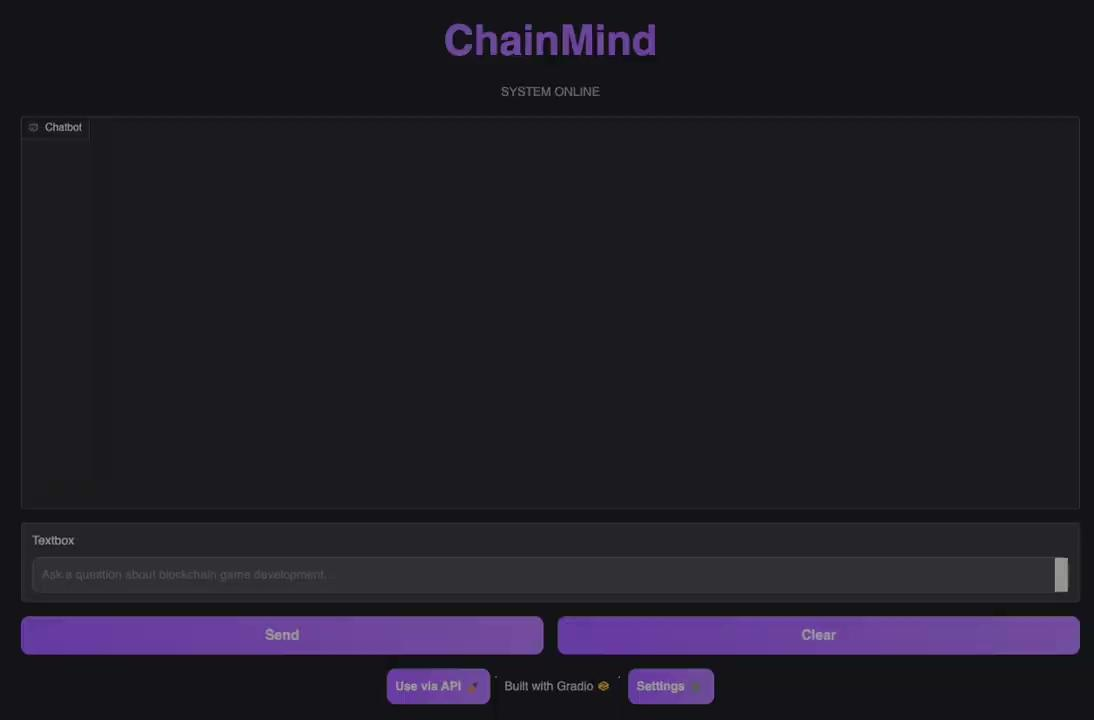 ChainMind
SYSTEM ONLINE
Chatbot
Textbox
Ask a question about blockchain game development...
Send
Clear
Use via API
Built with Gradio
Settings